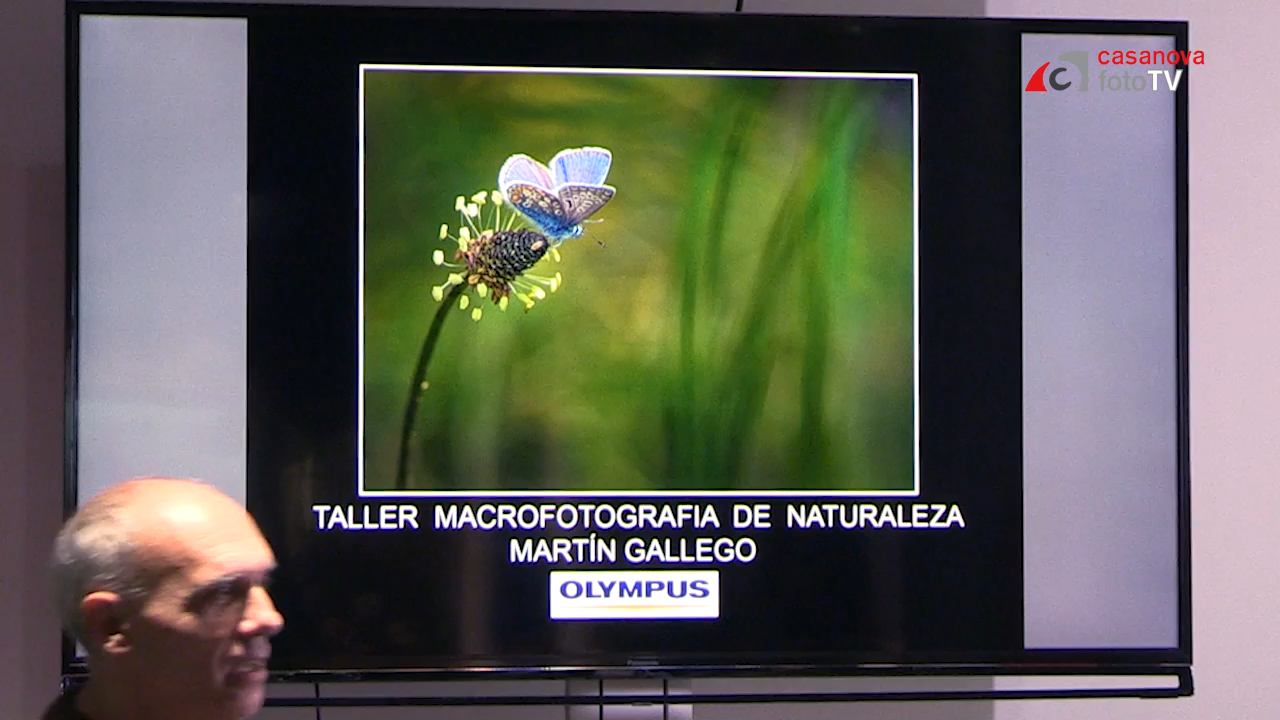 casanova
fotoTV
TALLER MACROFOTOGRAFIA DE NATURALEZA
MARTÍN GALLEGO
OLYMPUS